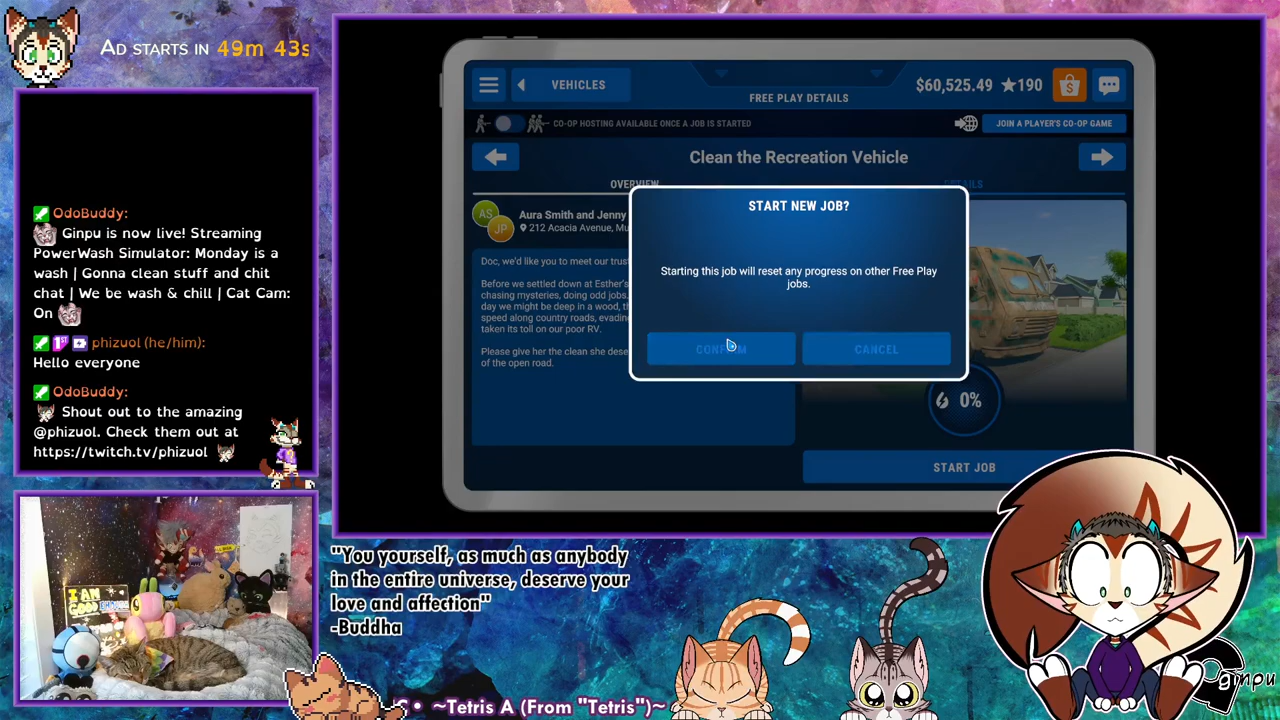 AD STARTS IN 49m 43s
OdoBuddy:
Ginpu is now live! Streaming
PowerWash Simulator: Monday is a
wash | Gonna clean stuff and chit
chat | We be wash & chill | Cat Cam:
On
phizuol (he/him):
Hello everyone
OdoBuddy:
Shout out to the amazing
@phizuol. Check them out at
https://twitch.tv/phizuol
VEHICLES
FREE PLAY DETAILS
$60,525.49 ★190
CO-OP HOSTING AVAILABLE ONCE A JOB IS STARTED
JOIN A PLAYER'S CO-OP GAME
Clean the Recreation Vehicle
OVERVIEW
DETAILS
AS
JP
Aura Smith and Jenny
212 Acacia Avenue, Mu
Doc, we'd like you to meet our trus
Before we settled down at Esther's
chasing mysteries, doing odd jobs.
day we might be deep in a wood, th
speed along country roads, evadin
taken its toll on our poor RV.
Please give her the clean she dese
of the open road.
START NEW JOB?
Starting this job will reset any progress on other Free Play
jobs.
CONFIRM
CANCEL
0%
START JOB
I AM
GOOD
"You yourself, as much as anybody
in the entire universe, deserve your
love and affection"
-Buddha
~Tetris A (From "Tetris")~
ginpu